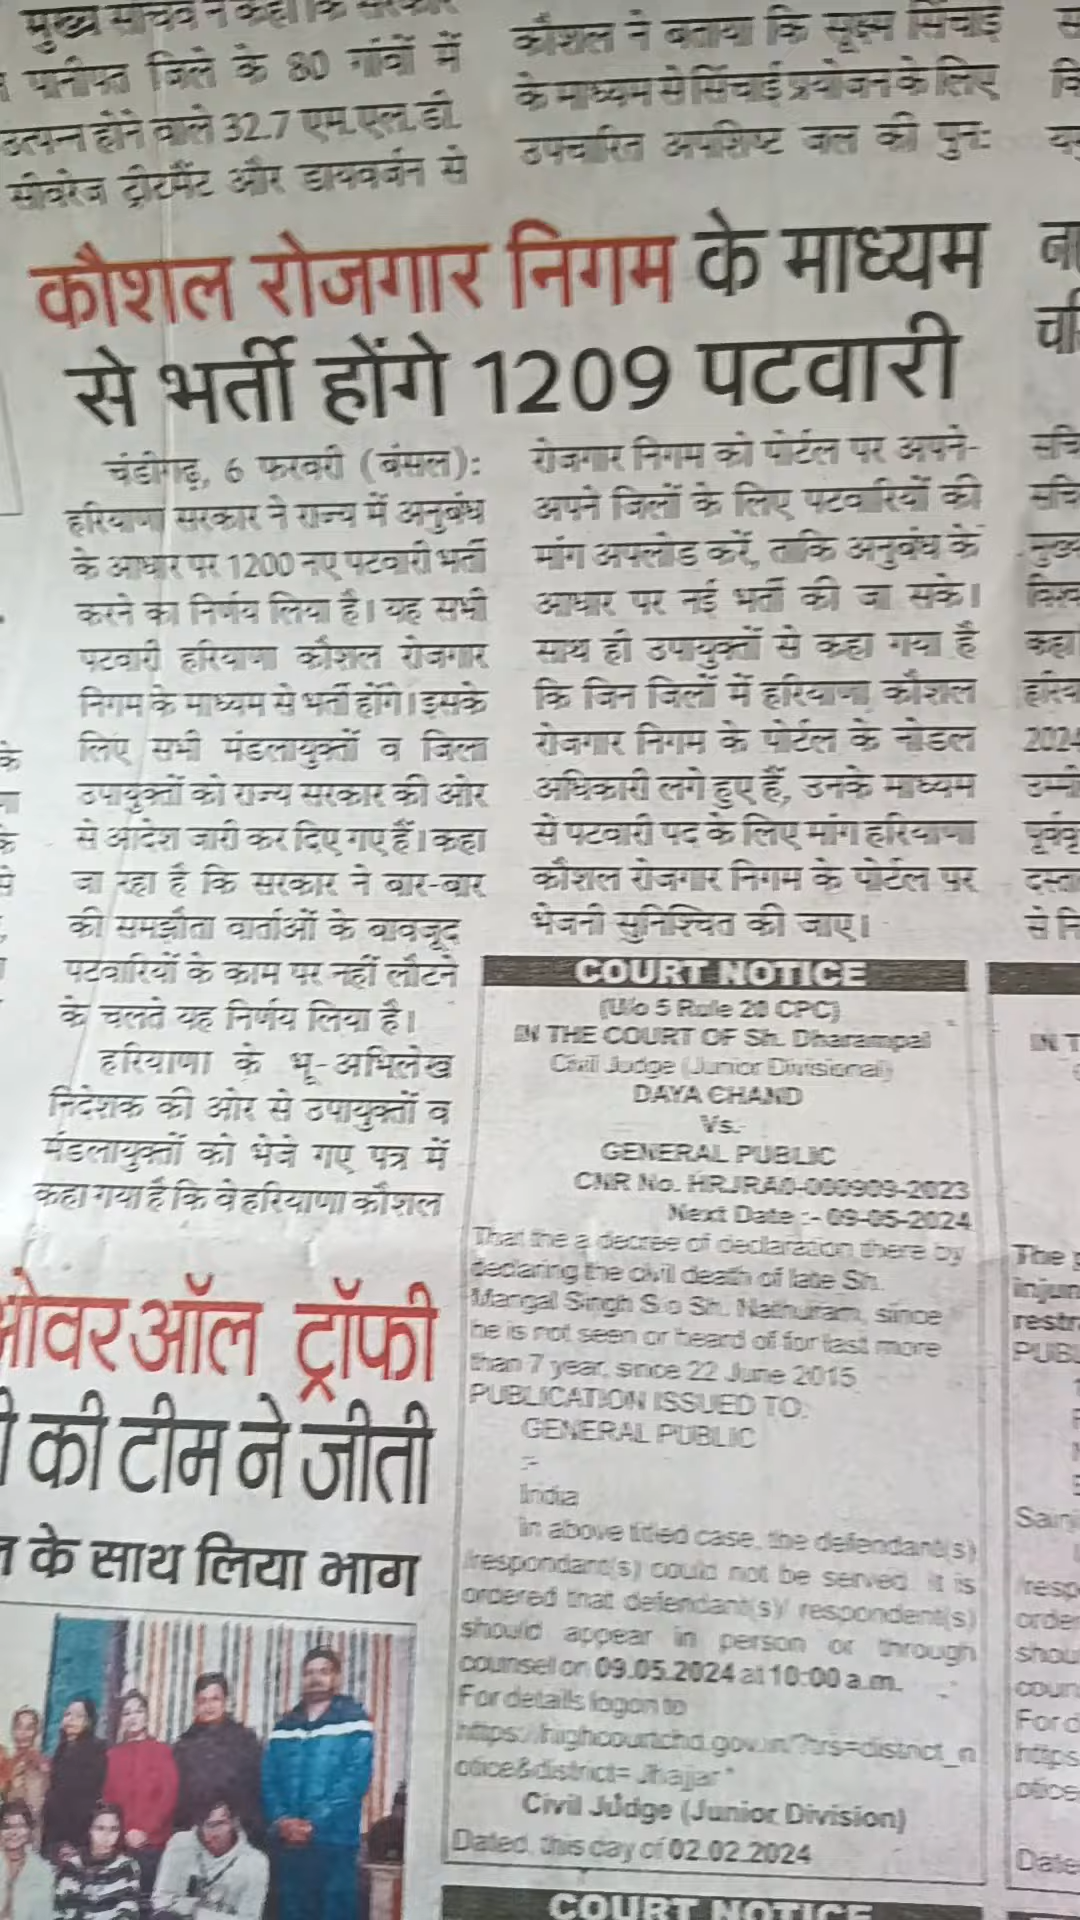 मुख्य सचिव ने कहा कि सरकार
पानीपत जिले के 80 गांवों में
उत्पन्न होने वाले 32.7 एम.एल.डी.
सीवरेज ट्रीटमैंट और डायवर्जन से
कौशल ने बताया कि सूक्ष्म सिंचाई
के माध्यम से सिंचाई प्रयोजन के लिए
उपचारित अपशिष्ट जल की पुन:
कौशल रोजगार निगम के माध्यम
से भर्ती होंगे 1209 पटवारी
चंडीगढ़, 6 फरवरी (बंसल):
हरियाणा सरकार ने राज्य में अनुबंध
के आधार पर 1200 नए पटवारी भर्ती
करने का निर्णय लिया है। यह सभी
पटवारी हरियाणा कौशल रोजगार
निगम के माध्यम से भर्ती होंगे। इसके
लिए सभी मंडलायुक्तों व जिला
उपायुक्तों को राज्य सरकार की ओर
से आदेश जारी कर दिए गए हैं। कहा
जा रहा है कि सरकार ने बार-बार
की समझौता वार्ताओं के बावजूद
पटवारियों के काम पर नहीं लौटने
के चलते यह निर्णय लिया है।
हरियाणा के भू-अभिलेख
निदेशक की ओर से उपायुक्तों व
मंडलायुक्तों को भेजे गए पत्र में
कहा गया है कि वे हरियाणा कौशल
रोजगार निगम को पोर्टल पर अपने-
अपने जिलों के लिए पटवारियों की
मांग अपलोड करें, ताकि अनुबंध के
आधार पर नई भर्ती की जा सके।
साथ ही उपायुक्तों से कहा गया है
कि जिन जिलों में हरियाणा कौशल
रोजगार निगम के पोर्टल के नोडल
अधिकारी लगे हुए हैं, उनके माध्यम
से पटवारी पद के लिए मांग हरियाणा
कौशल रोजगार निगम के पोर्टल पर
भेजनी सुनिश्चित की जाए।
COURT NOTICE
(U/o 5 Rule 20 CPC)
IN THE COURT OF Sh. Dharampal
Civil Judge (Junior Divisional)
DAYA CHAND
Vs.
GENERAL PUBLIC
CNR No. HRJRA0-000909-2023
Next Date :- 09-05-2024
That the a decree of declaration there by
declaring the civil death of late Sh.
Mangal Singh S/o Sh. Nathuram, since
he is not seen or heard of for last more
than 7 year, since 22 June 2015
PUBLICATION ISSUED TO:
GENERAL PUBLIC
:-
India
In above titled case, the defendant(s)
/respondant(s) could not be served. It is
ordered that defendant(s)/ respondent(s)
should appear in person or through
counsel on 09.05.2024 at 10:00 a.m.
For details logon to
https://highcourtchd.gov.in/?trs=district_n
otice&district= Jhajjar"
Civil Judge (Junior Division)
Dated, this day of 02.02.2024
COURT NOTICE
ओवरऑल ट्रॉफी
की टीम ने जीती
के साथ लिया भाग